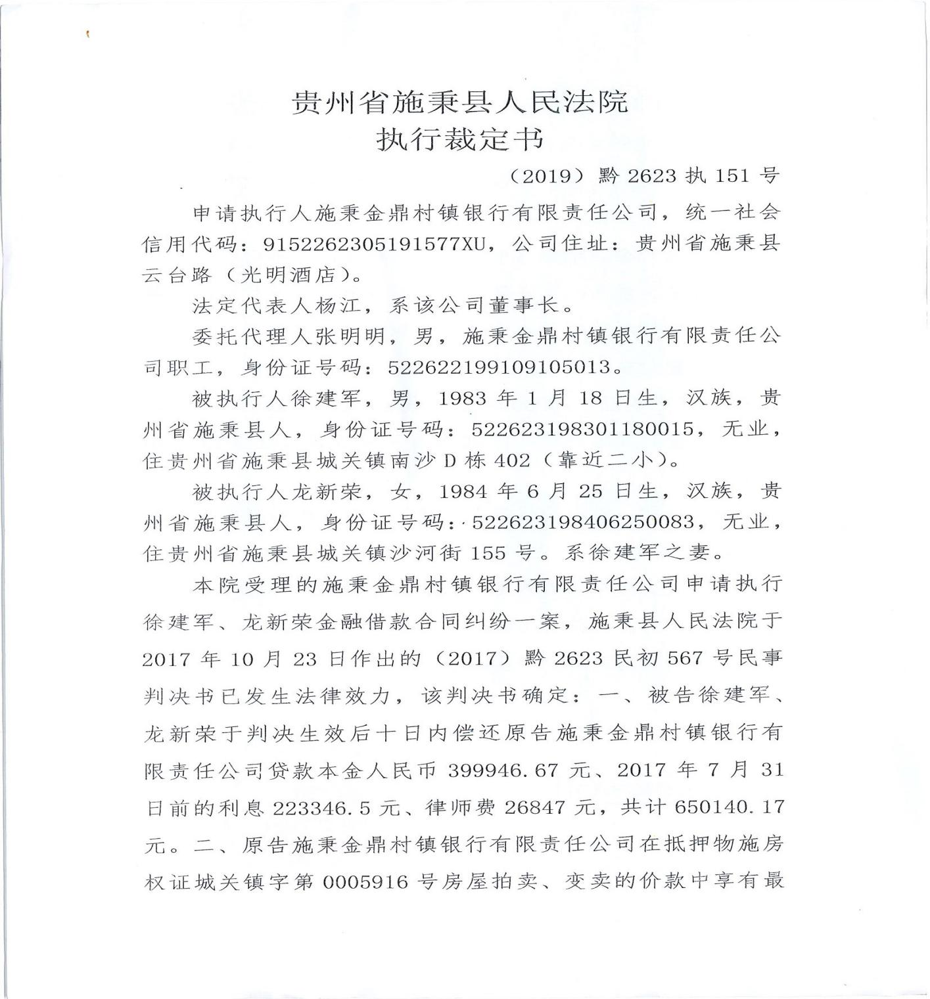 贵州省施秉县人民法院
执行裁定书
（2019）黔 2623 执 151 号
申请执行人施秉金鼎村镇银行有限责任公司，统一社会
信用代码：9152262305191577XU，公司住址：贵州省施秉县
云台路（光明酒店）。
法定代表人杨江，系该公司董事长。
委托代理人张明明，男，施秉金鼎村镇银行有限责任公
司职工，身份证号码：522622199109105013。
被执行人徐建军，男，1983 年 1 月 18 日生，汉族，贵
州省施秉县人，身份证号码：522623198301180015，无业，
住贵州省施秉县城关镇南沙 D 栋 402（靠近二小）。
被执行人龙新荣，女，1984 年 6 月 25 日生，汉族，贵
州省施秉县人，身份证号码：522623198406250083，无业，
住贵州省施秉县城关镇沙河街 155 号。系徐建军之妻。
本院受理的施秉金鼎村镇银行有限责任公司申请执行
徐建军、龙新荣金融借款合同纠纷一案，施秉县人民法院于
2017 年 10 月 23 日作出的（2017）黔 2623 民初 567 号民事
判决书已发生法律效力，该判决书确定：一、被告徐建军、
龙新荣于判决生效后十日内偿还原告施秉金鼎村镇银行有
限责任公司贷款本金人民币 399946.67 元、2017 年 7 月 31
日前的利息 223346.5 元、律师费 26847 元，共计 650140.17
元。二、原告施秉金鼎村镇银行有限责任公司在抵押物施房
权证城关镇字第 0005916 号房屋拍卖、变卖的价款中享有最